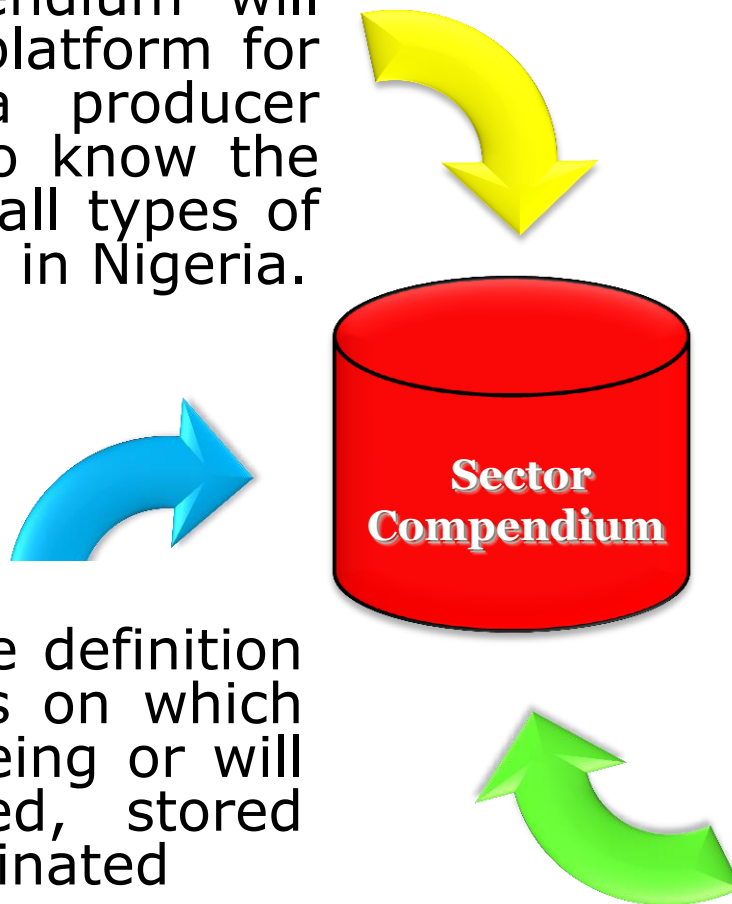 endium will
platform for
a producer
o know the
all types of
in Nigeria.
Sector
Compendium
e definition
s on which
eing or will
ed, stored
inated